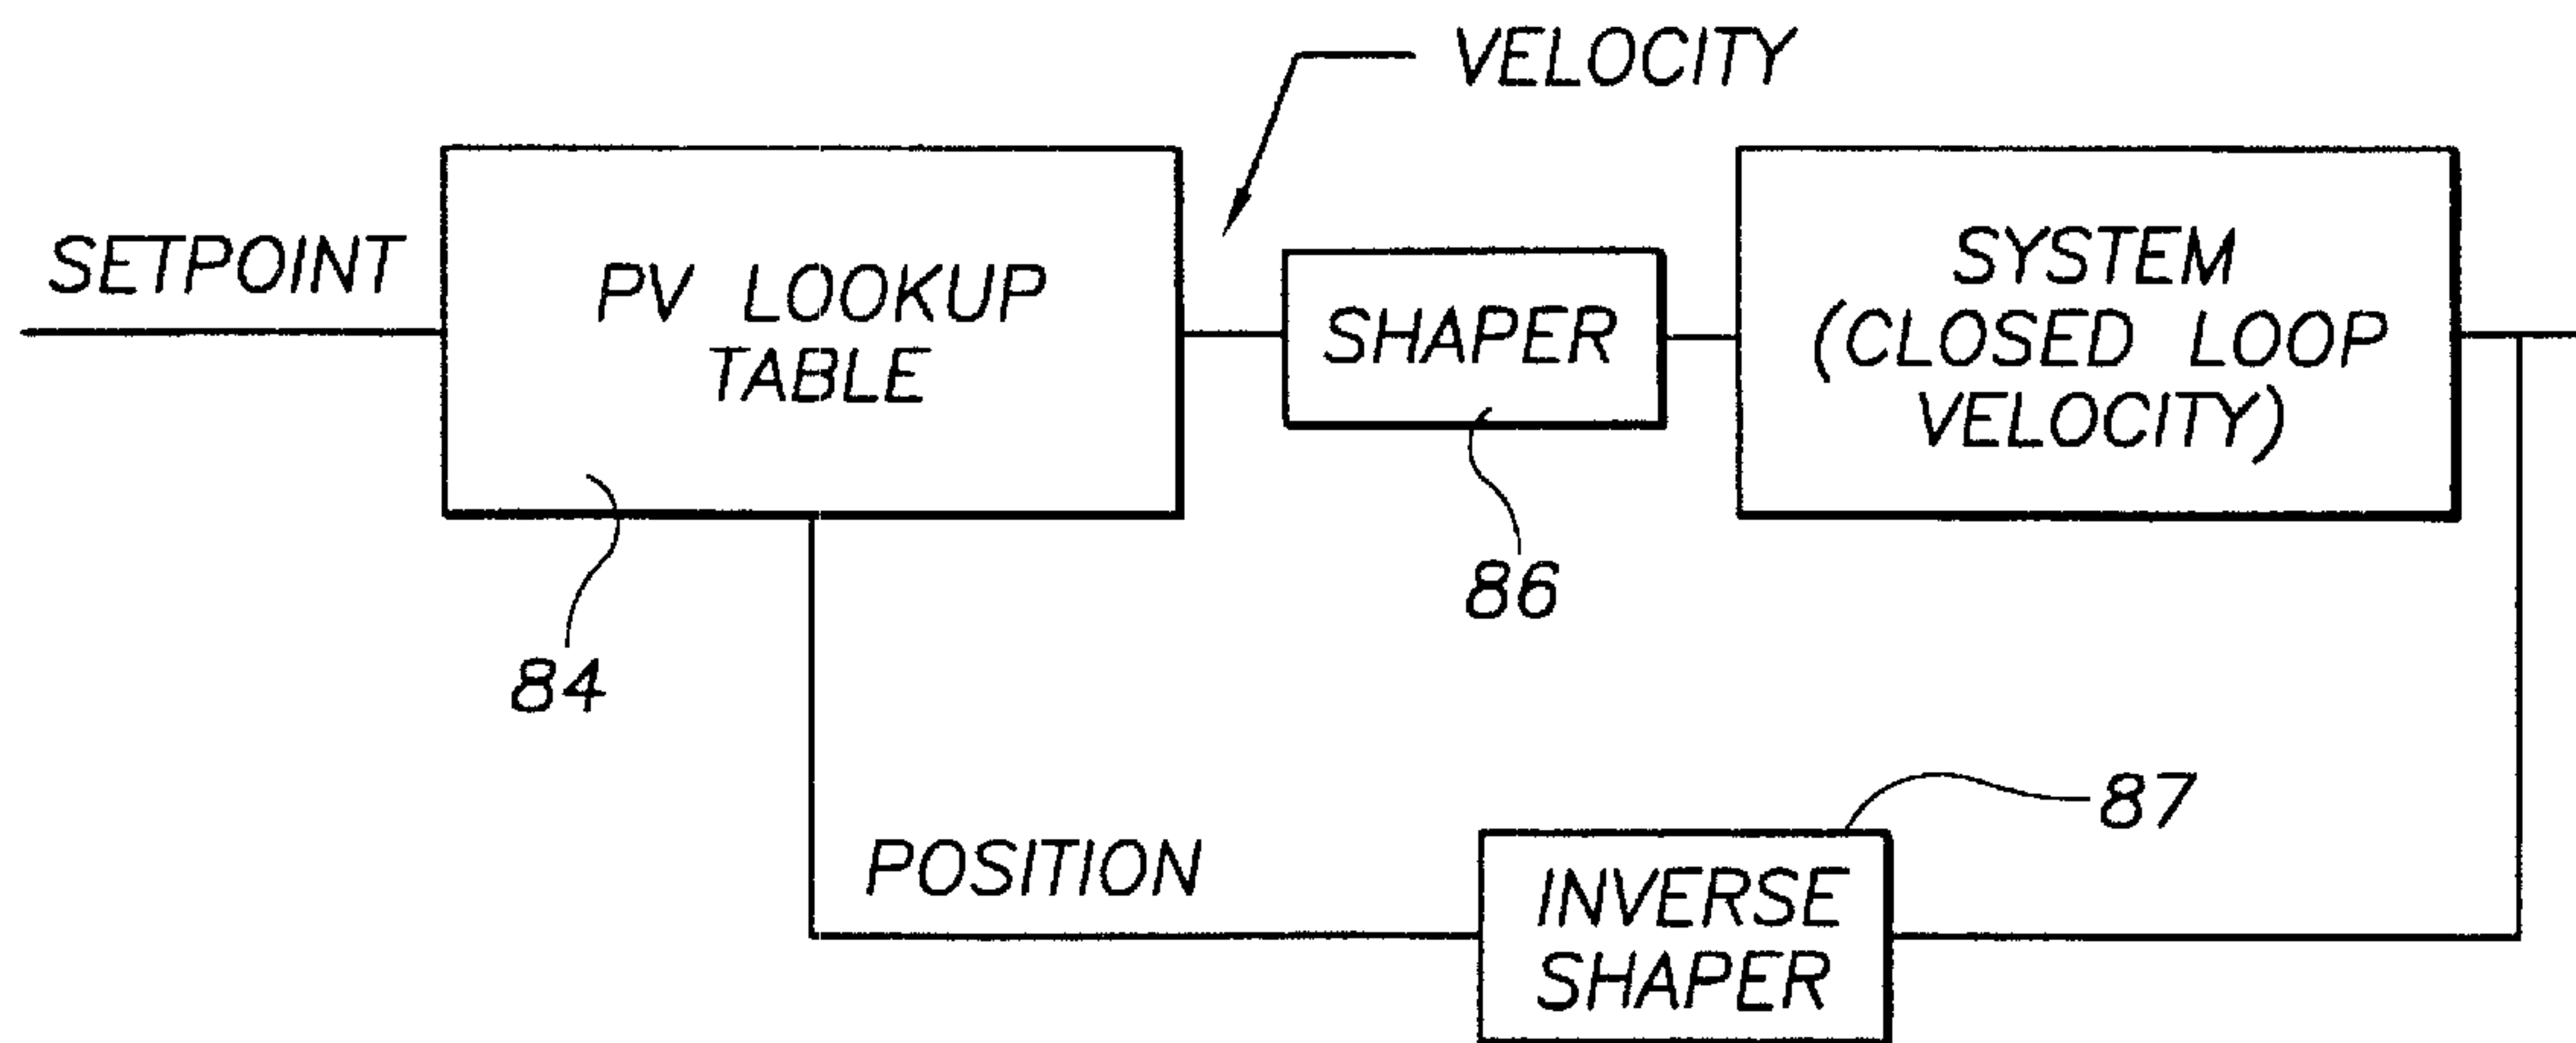 VELOCITY
SETPOINT
PV LOOKUP
TABLE
SHAPER
SYSTEM
(CLOSED LOOP
VELOCITY)
86
84
87
POSITION
INVERSE
SHAPER